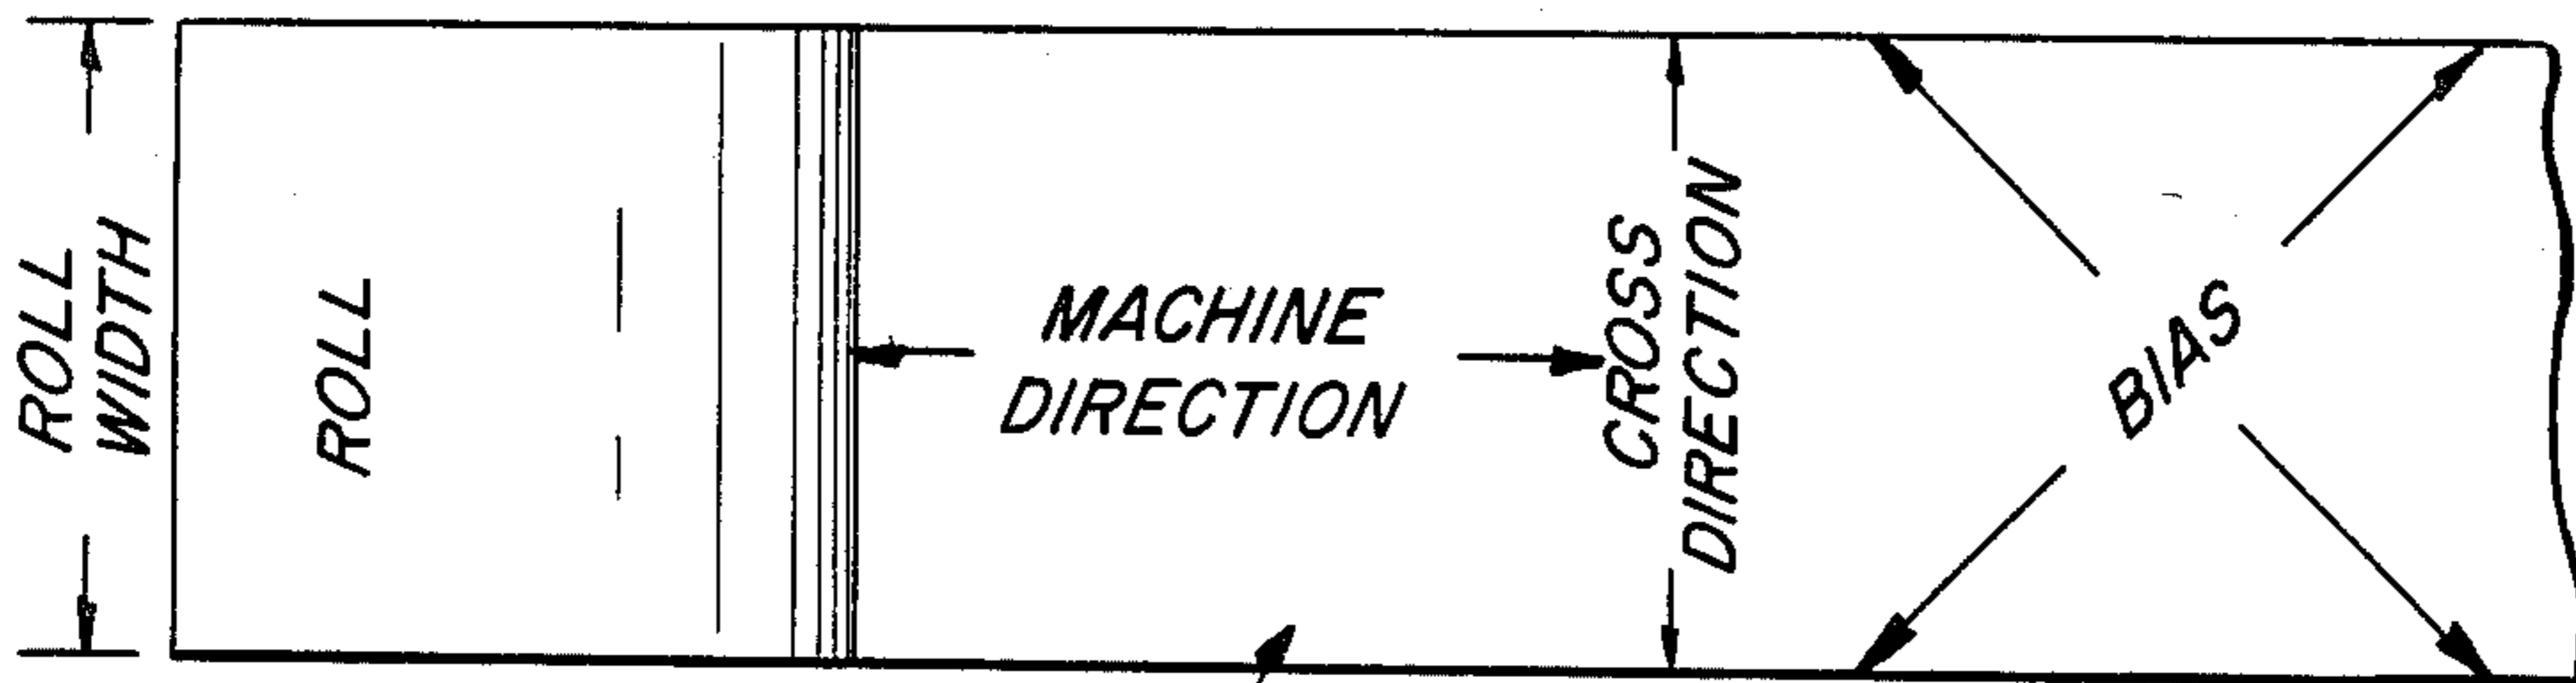 ROLL
WIDTH
ROLL
MACHINE
DIRECTION
CROSS
DIRECTION
BIAS